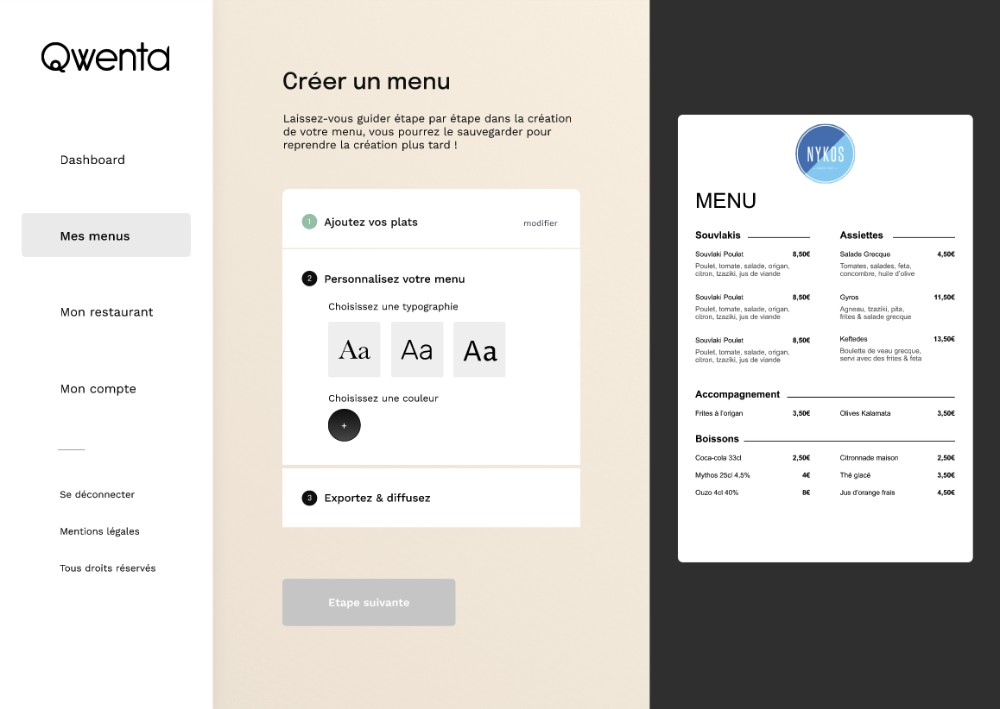 Qwenta
Dashboard
Mes menus
Mon restaurant
Mon compte
Se déconnecter
Mentions légales
Tous droits réservés
Créer un menu
Laissez-vous guider étape par étape dans la création
de votre menu, vous pourrez le sauvegarder pour
reprendre la création plus tard !
1 Ajoutez vos plats modifier
2 Personnalisez votre menu
Choisissez une typographie
Aa Aa Aa
Choisissez une couleur
+
3 Exportez & diffusez
Etape suivante
NYKOS
MENU
Souvlakis
Souvlaki Poulet 8,50€
Poulet, tomate, salade, origan,
citron, tzaziki, jus de viande
Souvlaki Poulet 8,50€
Poulet, tomate, salade, origan,
citron, tzaziki, jus de viande
Souvlaki Poulet 8,50€
Poulet, tomate, salade, origan,
citron, tzaziki, jus de viande
Assiettes
Salade Grecque 4,50€
Tomates, salades, feta,
concombre, huile d'olive
Gyros 11,50€
Agneau, tzaziki, pita,
frites & salade grecque
Keftedes 13,50€
Boulette de veau grecque,
servi avec des frites & feta
Accompagnement
Frites à l'origan 3,50€ Olives Kalamata 3,50€
Boissons
Coca-cola 33cl 2,50€ Citronnade maison 2,50€
Mythos 25cl 4,5% 4€ Thé glacé 3,50€
Ouzo 4cl 40% 8€ Jus d'orange frais 4,50€